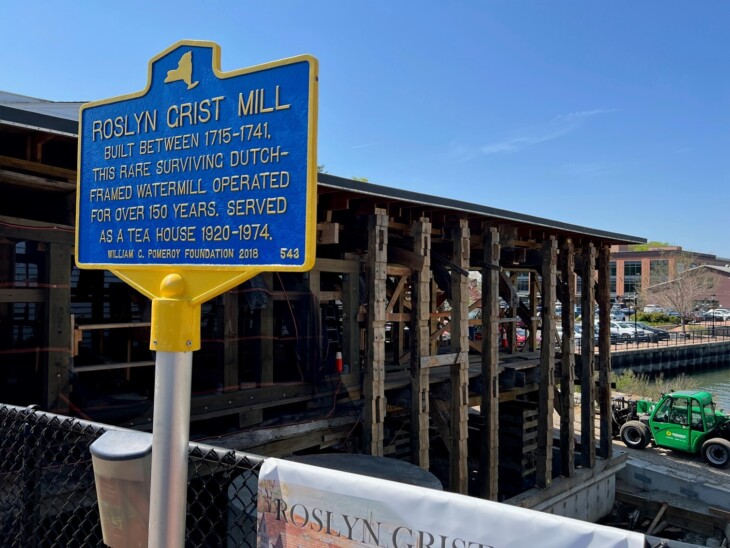 ROSLYN GRIST MILL
BUILT BETWEEN 1715-1741,
THIS RARE SURVIVING DUTCH-
FRAMED WATERMILL OPERATED
FOR OVER 150 YEARS. SERVED
AS A TEA HOUSE 1920-1974.
WILLIAM G. POMEROY FOUNDATION 2018 543
ROSLYN GRIST